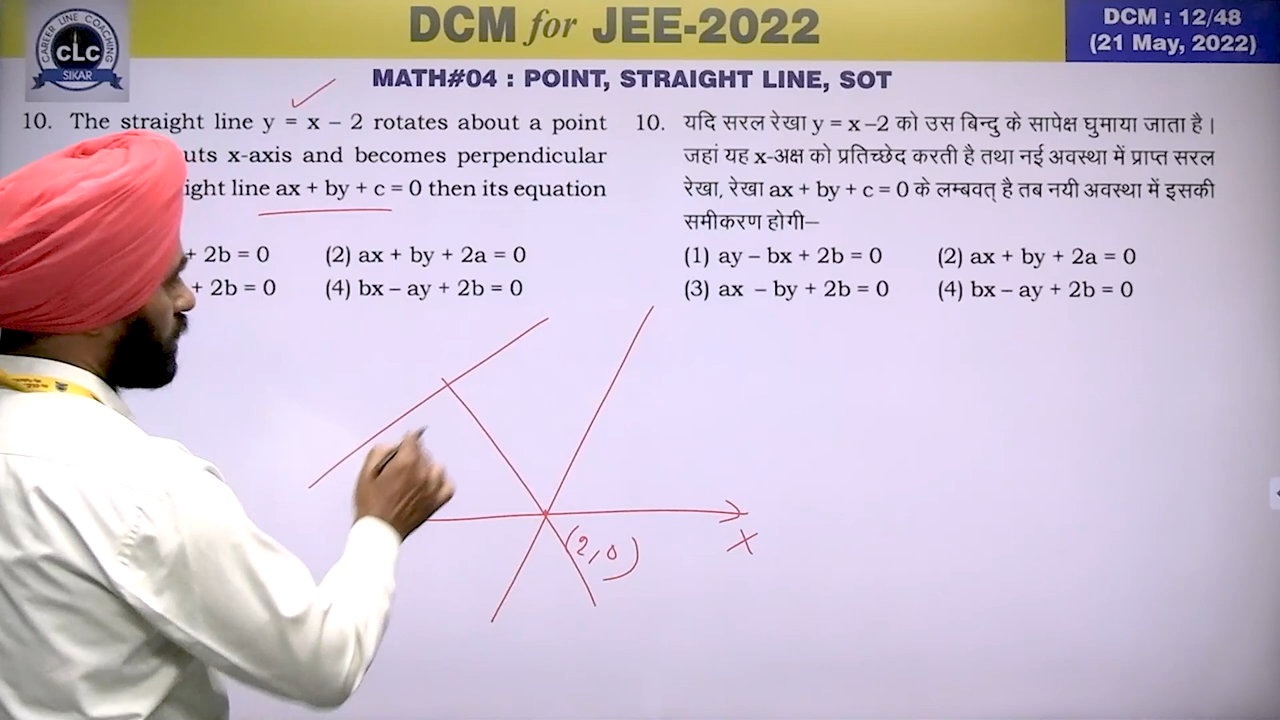 DCM for JEE-2022
DCM : 12/48
(21 May, 2022)
CAREER LINE COACHING
CLC
SIKAR
MATH#04 : POINT, STRAIGHT LINE, SOT
10. The straight line y = x – 2 rotates about a point
uts x-axis and becomes perpendicular
ight line ax + by + c = 0 then its equation
+ 2b = 0 (2) ax + by + 2a = 0
+ 2b = 0 (4) bx – ay + 2b = 0
10. यदि सरल रेखा y = x –2 को उस बिन्दु के सापेक्ष घुमाया जाता है।
जहां यह x-अक्ष को प्रतिच्छेद करती है तथा नई अवस्था में प्राप्त सरल
रेखा, रेखा ax + by + c = 0 के लम्बवत् है तब नयी अवस्था में इसकी
समीकरण होगी–
(1) ay – bx + 2b = 0 (2) ax + by + 2a = 0
(3) ax – by + 2b = 0 (4) bx – ay + 2b = 0
(2,0)
X